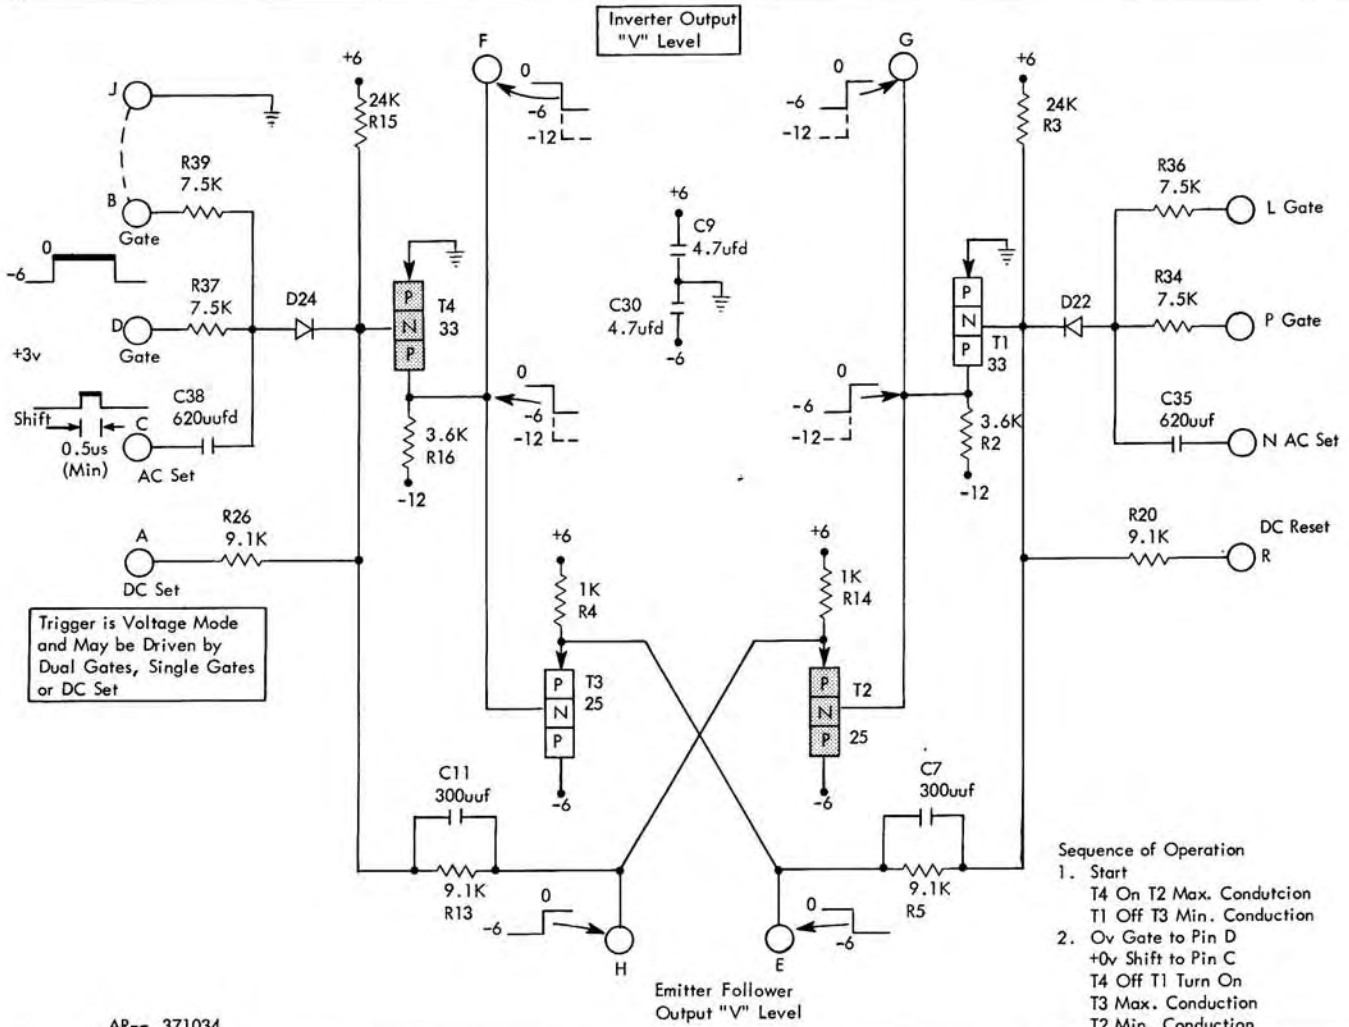 Inverter Output
"V" Level
F
G
J
+6
24K
R15
0
-6
-12
0
-6
-12
+6
24K
R3
R39
7.5K
B
Gate
0
-6
R37
7.5K
D
Gate
D24
P
N
P
T4
33
+6
C9
4.7ufd
C30
4.7ufd
-6
P
N
P
T1
33
D22
R36
7.5K
L Gate
R34
7.5K
P Gate
+3v
Shift
0.5us
(Min)
C38
620uufd
C
AC Set
3.6K
R16
-12
0
-6
-12
0
-6
-12
3.6K
R2
-12
C35
620uuf
N AC Set
A
R26
9.1K
DC Set
+6
1K
R4
+6
1K
R14
R20
9.1K
DC Reset
R
Trigger is Voltage Mode
and May be Driven by
Dual Gates, Single Gates
or DC Set
P
N
P
T3
25
-6
P
N
P
T2
25
-6
C11
300uuf
9.1K
R13
C7
300uuf
9.1K
R5
0
-6
H
0
-6
E
Emitter Follower
Output "V" Level
Sequence of Operation
1. Start
T4 On T2 Max. Condutcion
T1 Off T3 Min. Conduction
2. Ov Gate to Pin D
+0v Shift to Pin C
T4 Off T1 Turn On
T3 Max. Conduction
T2 Min. Conduction
AR-- 371034